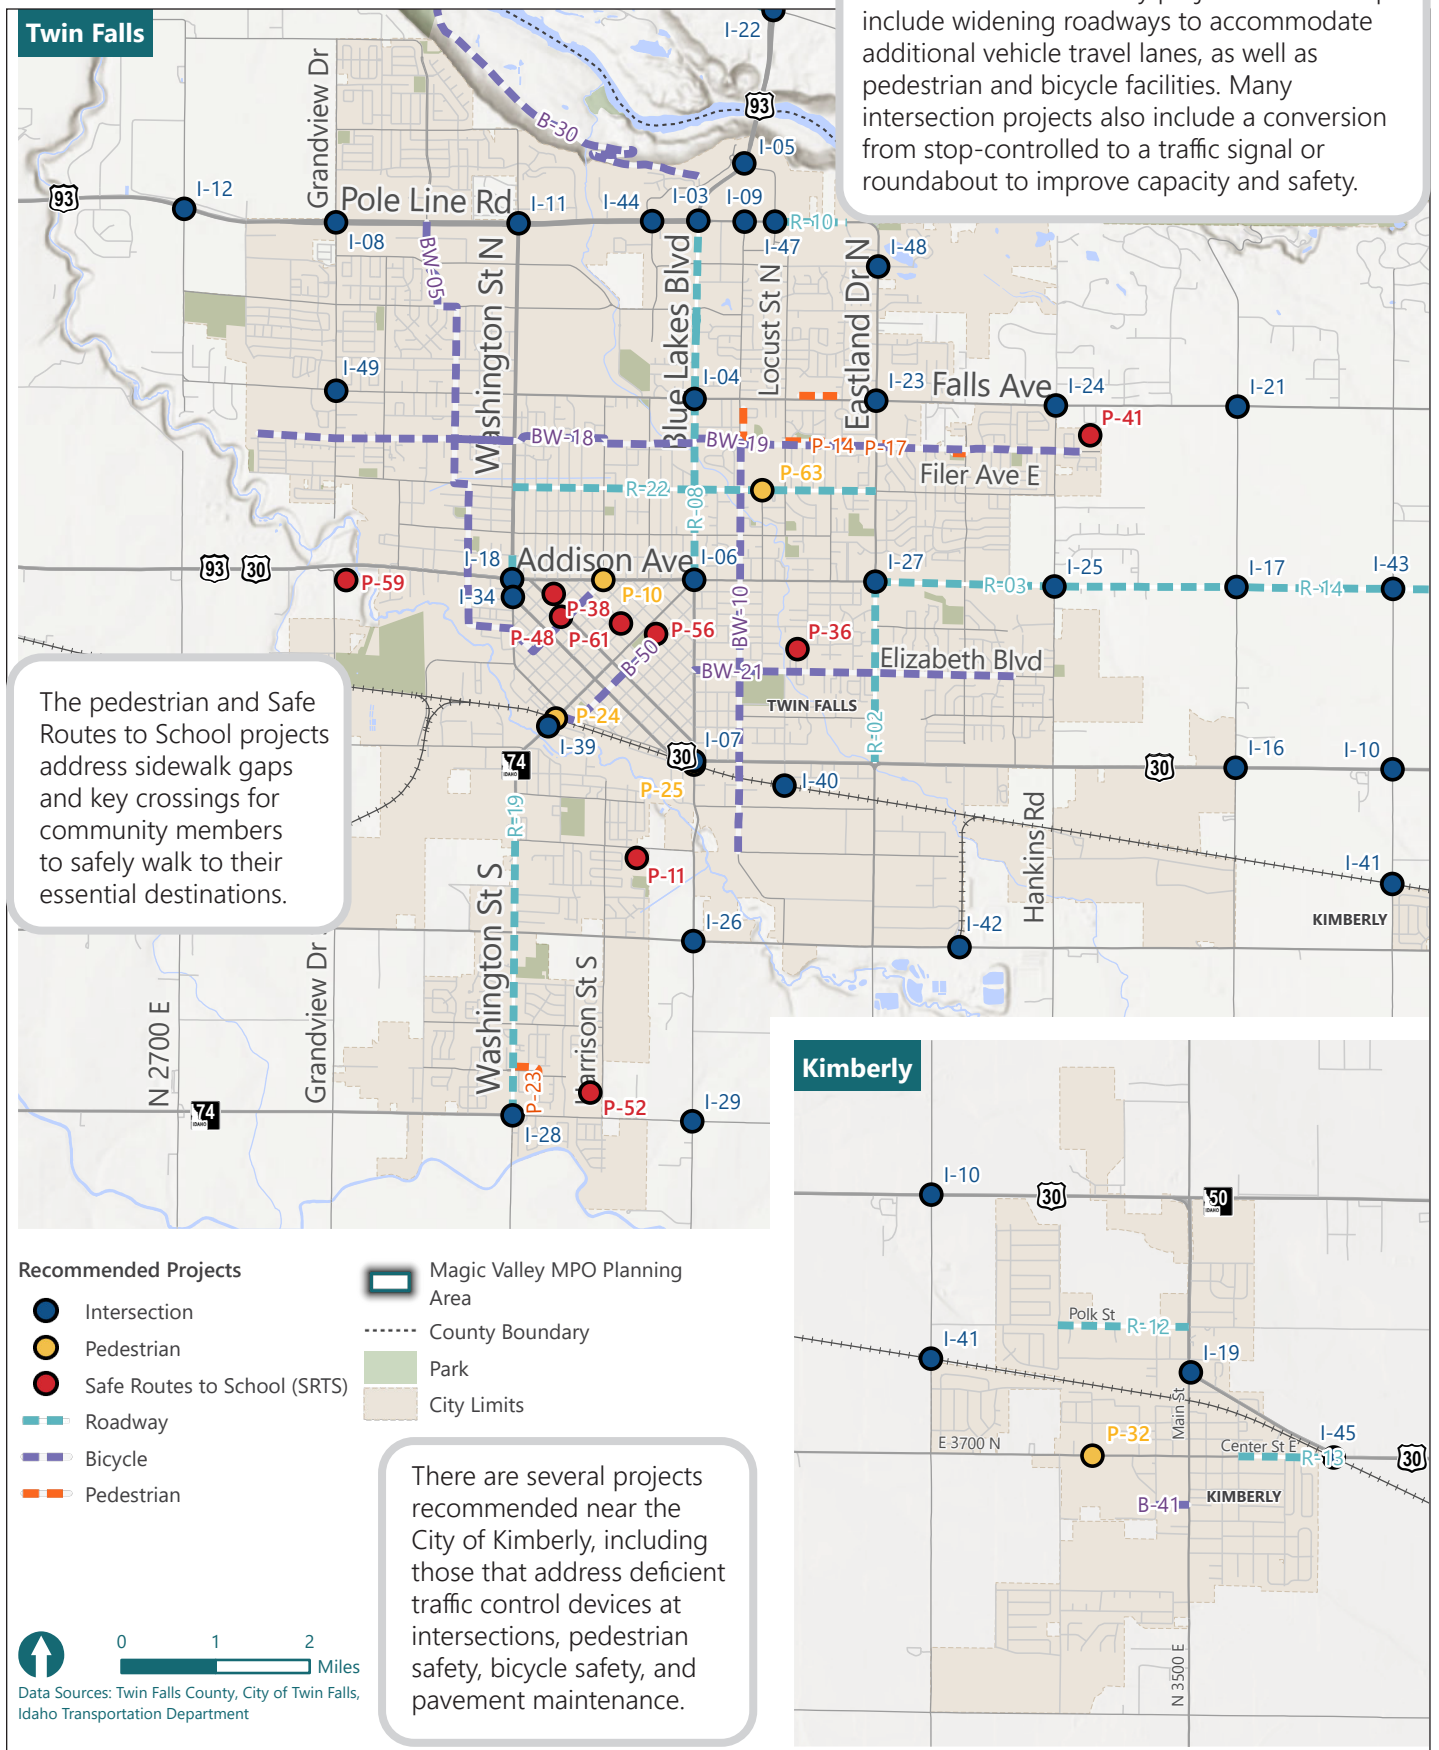 Twin Falls
include widening roadways to accommodate
additional vehicle travel lanes, as well as
pedestrian and bicycle facilities. Many
intersection projects also include a conversion
from stop-controlled to a traffic signal or
roundabout to improve capacity and safety.
I-22
93
B-30
I-05
Grandview Dr
93
I-12
Pole Line Rd
I-08
I-11
I-44
I-03
I-09
I-47
R-10
I-48
BW-05
Washington St N
Blue Lakes Blvd
Locust St N
Eastland Dr N
I-49
I-04
I-23
Falls Ave
I-24
I-21
P-41
BW-18
BW-19
P-14
P-17
Filer Ave E
P-63
R-22
R-08
93
30
I-18
Addison Ave
I-06
I-27
R-03
I-25
I-17
R-14
I-43
P-59
I-34
P-38
P-10
P-48
P-61
P-56
BW-10
P-36
B-50
BW-21
Elizabeth Blvd
TWIN FALLS
R-02
The pedestrian and Safe
Routes to School projects
address sidewalk gaps
and key crossings for
community members
to safely walk to their
essential destinations.
P-24
I-39
74
IDAHO
30
I-07
P-25
I-40
30
I-16
I-10
R-19
Hankins Rd
P-11
I-41
KIMBERLY
I-26
I-42
Washington St S
Harrison St S
N 2700 E
Grandview Dr
74
IDAHO
P-23
P-52
I-28
I-29
Kimberly
I-10
30
50
IDAHO
Polk St
R-12
I-41
I-19
Main St
E 3700 N
P-32
Center St E
I-45
R-13
30
B-41
KIMBERLY
N 3500 E
Recommended Projects
Intersection
Pedestrian
Safe Routes to School (SRTS)
Roadway
Bicycle
Pedestrian
Magic Valley MPO Planning
Area
County Boundary
Park
City Limits
There are several projects
recommended near the
City of Kimberly, including
those that address deficient
traffic control devices at
intersections, pedestrian
safety, bicycle safety, and
pavement maintenance.
0 1 2
Miles
Data Sources: Twin Falls County, City of Twin Falls,
Idaho Transportation Department